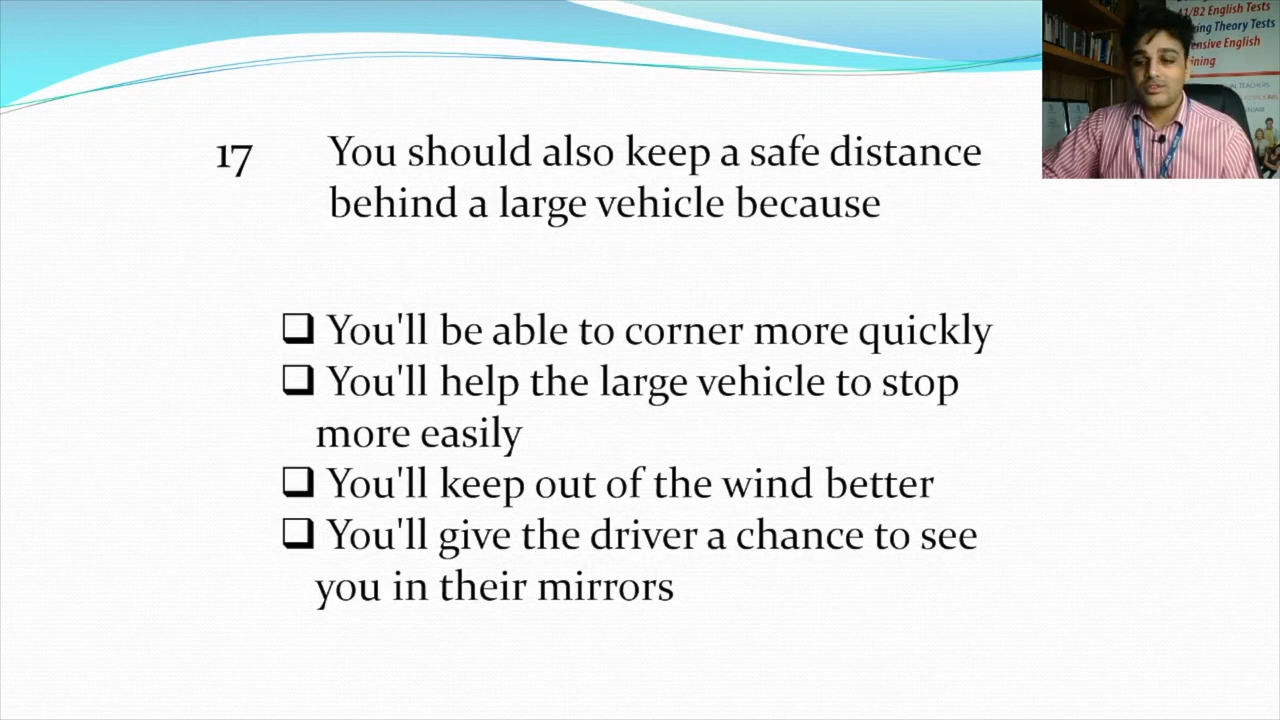 A1/B2 English Tests
Theory Tests
English
17 You should also keep a safe distance
behind a large vehicle because
❑ You'll be able to corner more quickly
❑ You'll help the large vehicle to stop
more easily
❑ You'll keep out of the wind better
❑ You'll give the driver a chance to see
you in their mirrors